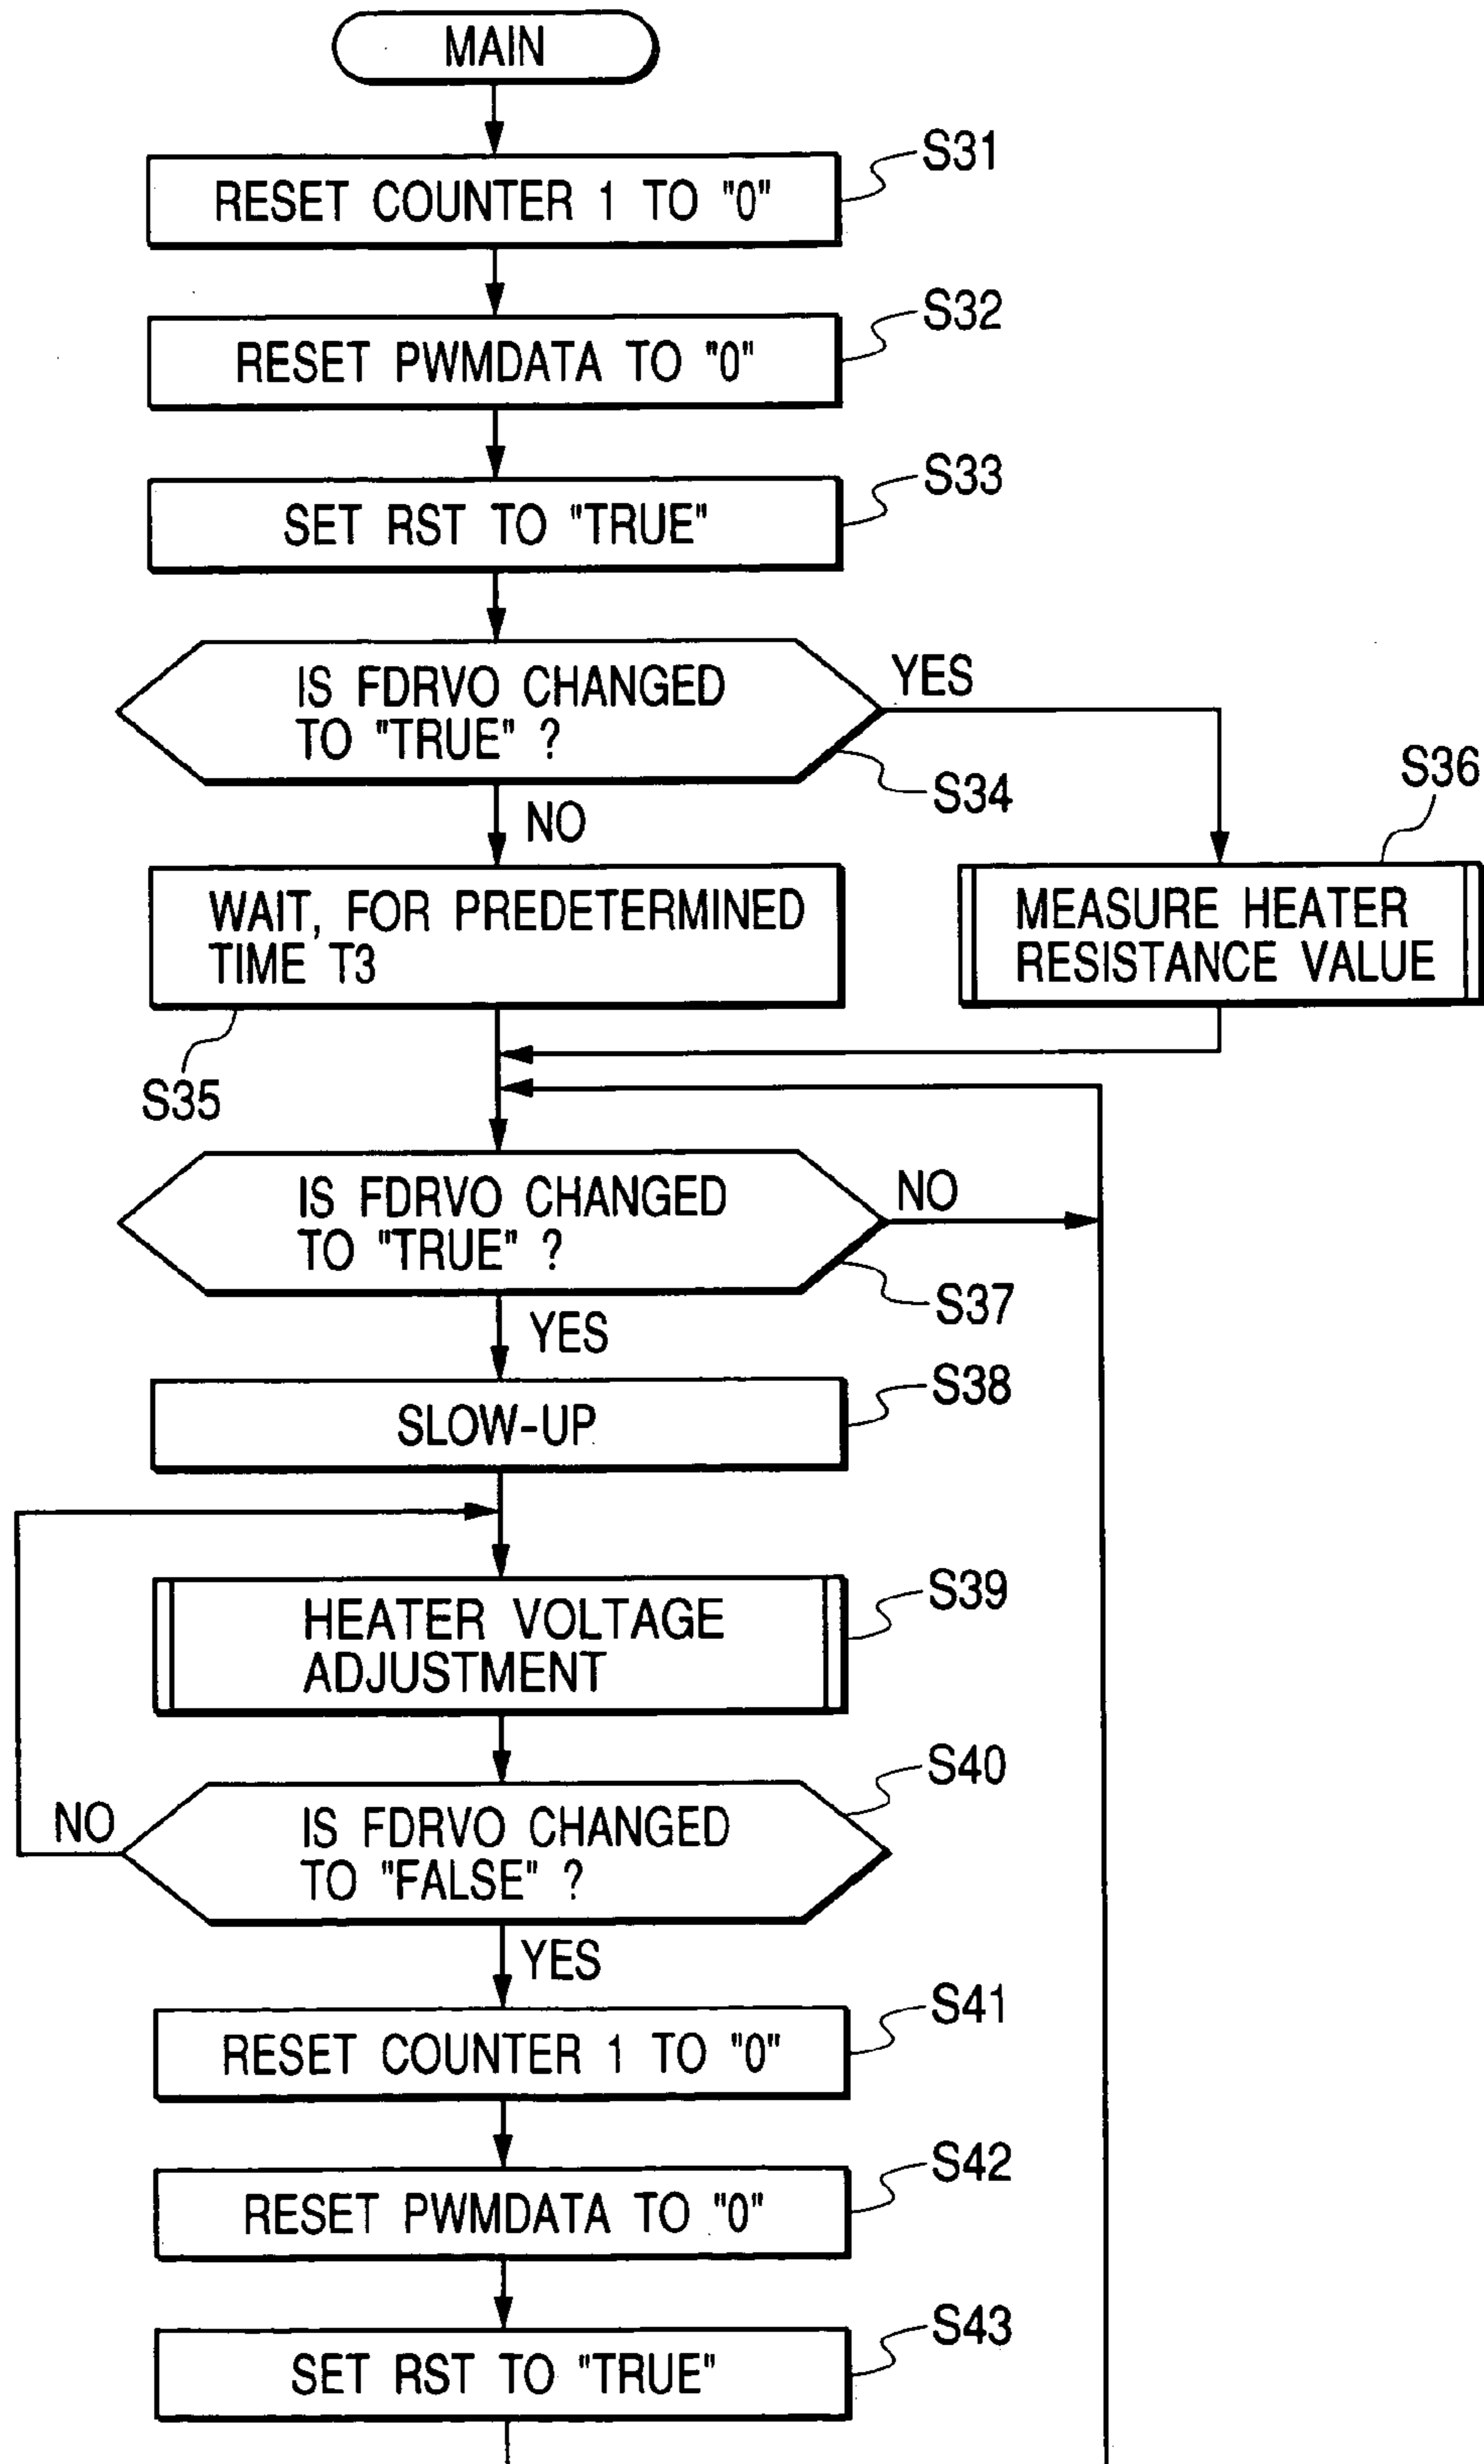 MAIN
RESET COUNTER 1 TO "0"
S31
RESET PWMDATA TO "0"
S32
SET RST TO "TRUE"
S33
IS FDRVO CHANGED
TO "TRUE" ?
YES
S34
NO
S36
WAIT, FOR PREDETERMINED
TIME T3
S35
MEASURE HEATER
RESISTANCE VALUE
IS FDRVO CHANGED
TO "TRUE" ?
NO
S37
YES
SLOW-UP
S38
HEATER VOLTAGE
ADJUSTMENT
S39
IS FDRVO CHANGED
TO "FALSE" ?
S40
NO
YES
RESET COUNTER 1 TO "0"
S41
RESET PWMDATA TO "0"
S42
SET RST TO "TRUE"
S43